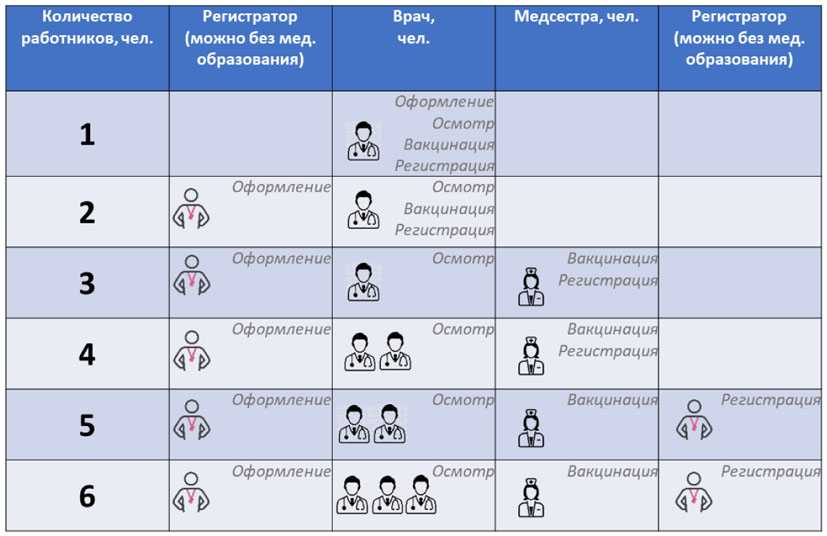 Количество
работников, чел.
Регистратор
(можно без мед.
образования)
Врач,
чел.
Медсестра, чел.
Регистратор
(можно без мед.
образования)
1
Оформление
Осмотр
Вакцинация
Регистрация
2
Оформление
Осмотр
Вакцинация
Регистрация
3
Оформление
Осмотр
Вакцинация
Регистрация
4
Оформление
Осмотр
Вакцинация
Регистрация
5
Оформление
Осмотр
Вакцинация
Регистрация
6
Оформление
Осмотр
Вакцинация
Регистрация